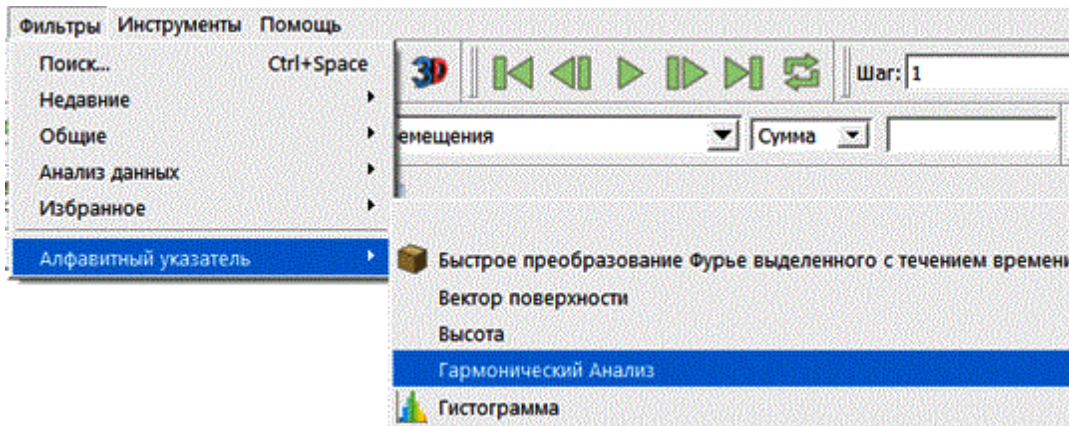 Фильтры Инструменты Помощь
Поиск... Ctrl+Space
Недавние
Общие
Анализ данных
Избранное
Алфавитный указатель
3D
Шаг: 1
емещения
Сумма
Быстрое преобразование Фурье выделенного с течением времени
Вектор поверхности
Высота
Гармонический Анализ
Гистограмма